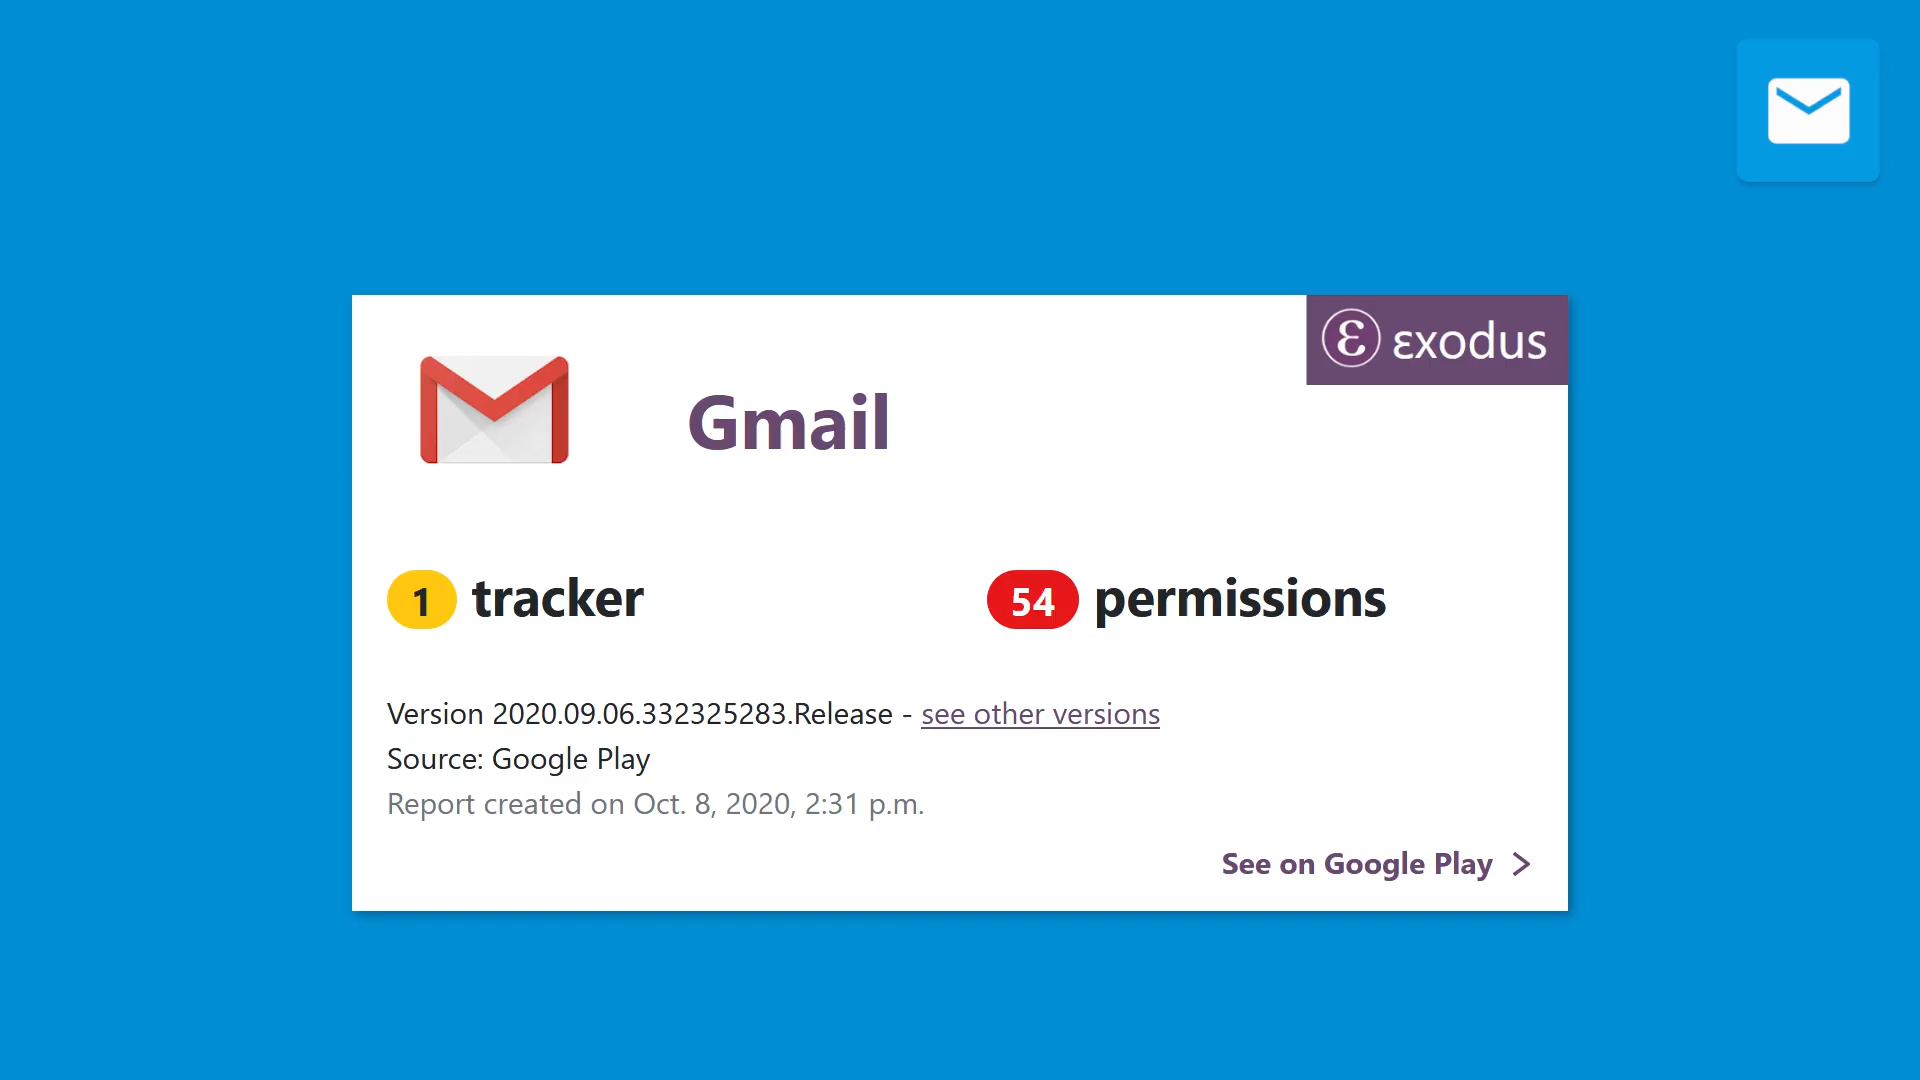 εxodus
Gmail
1 tracker
54 permissions
Version 2020.09.06.332325283.Release - see other versions
Source: Google Play
Report created on Oct. 8, 2020, 2:31 p.m.
See on Google Play